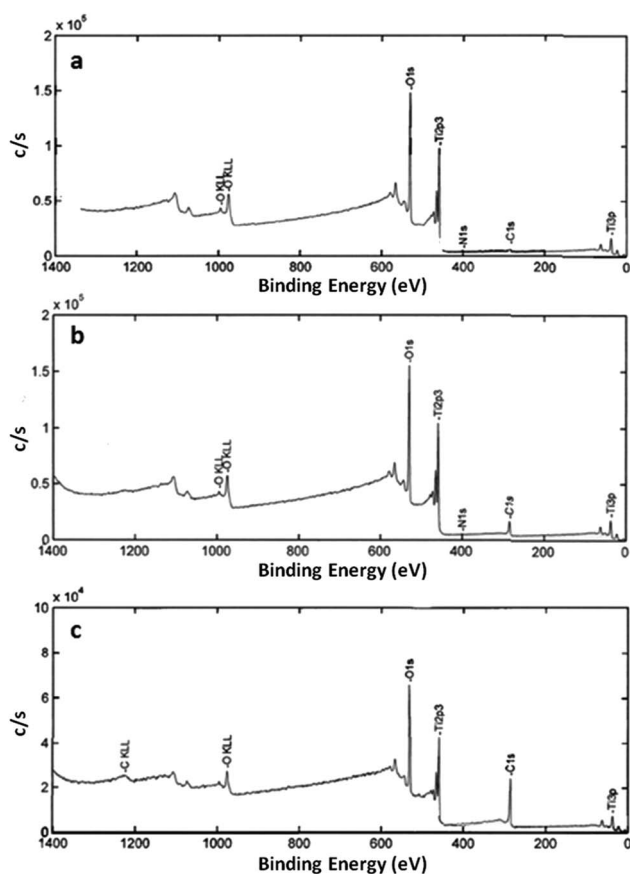 a
x 10⁵
2
1.5
1
0.5
0
c/s
-O KLL
-O KLL
-O1s
-Ti2p3
-N1s
-C1s
-Ti3p
1400 1200 1000 800 600 400 200 0
Binding Energy (eV)
b
x 10⁵
2
1.5
1
0.5
0
c/s
-O KLL
-O KLL
-O1s
-Ti2p3
-N1s
-C1s
-Ti3p
1400 1200 1000 800 600 400 200 0
Binding Energy (eV)
c
x 10⁴
10
8
6
4
2
0
c/s
-C KLL
-O KLL
-O1s
-Ti2p3
-C1s
-Ti3p
1400 1200 1000 800 600 400 200 0
Binding Energy (eV)